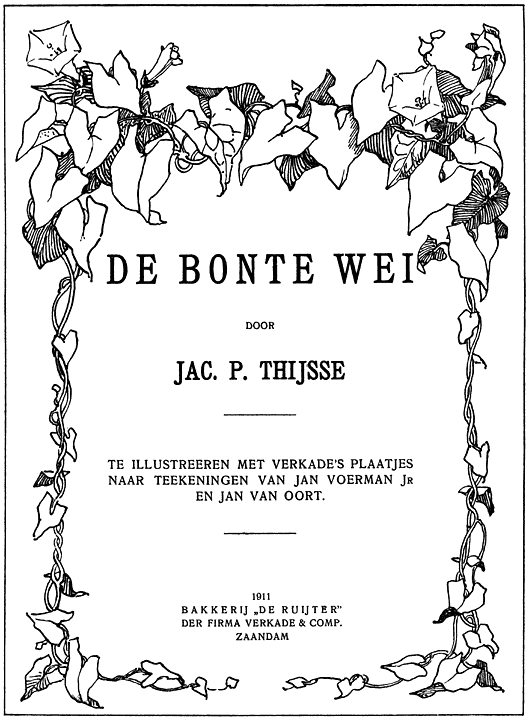 DE BONTE WEI
DOOR
JAC. P. THIJSSE
TE ILLUSTREEREN MET VERKADE'S PLAATJES
NAAR TEEKENINGEN VAN JAN VOERMAN JR
EN JAN VAN OORT.
1911
BAKKERIJ „DE RUIJTER”
DER FIRMA VERKADE & COMP.
ZAANDAM